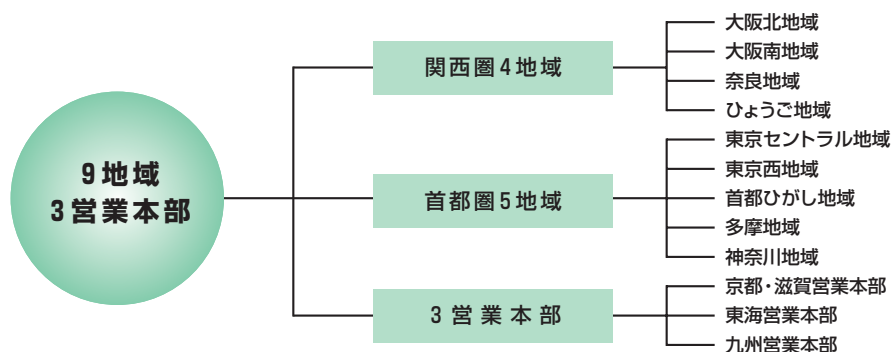 9地域
3営業本部
関西圏4地域
大阪北地域
大阪南地域
奈良地域
ひょうご地域
首都圏5地域
東京セントラル地域
東京西地域
首都ひがし地域
多摩地域
神奈川地域
3営業本部
京都・滋賀営業本部
東海営業本部
九州営業本部